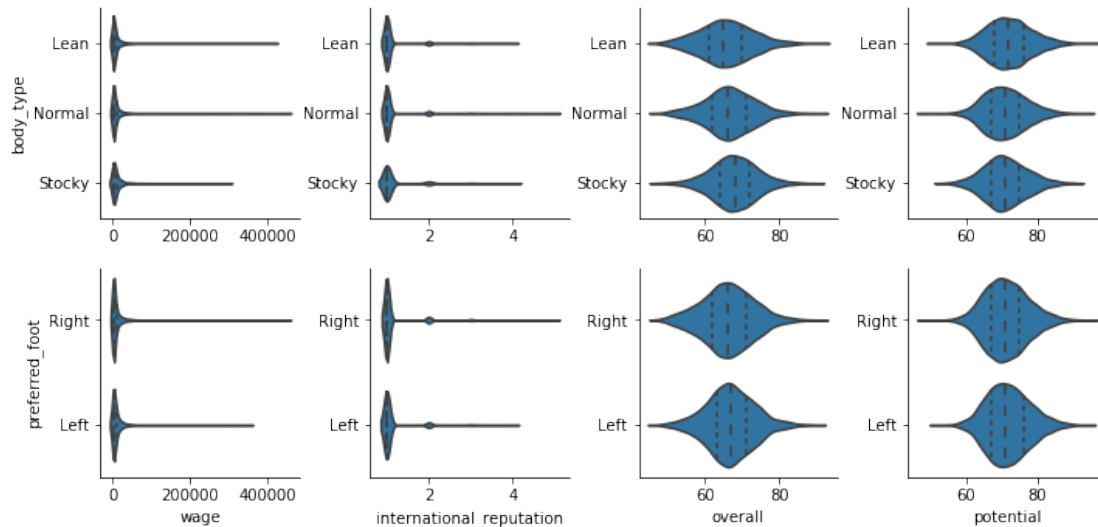 body_type
Lean
Normal
Stocky
0 200000 400000
Lean
Normal
Stocky
2 4
Lean
Normal
Stocky
60 80
Lean
Normal
Stocky
60 80
preferred_foot
Right
Left
0 200000 400000
wage
Right
Left
2 4
international reputation
Right
Left
60 80
overall
Right
Left
60 80
potential